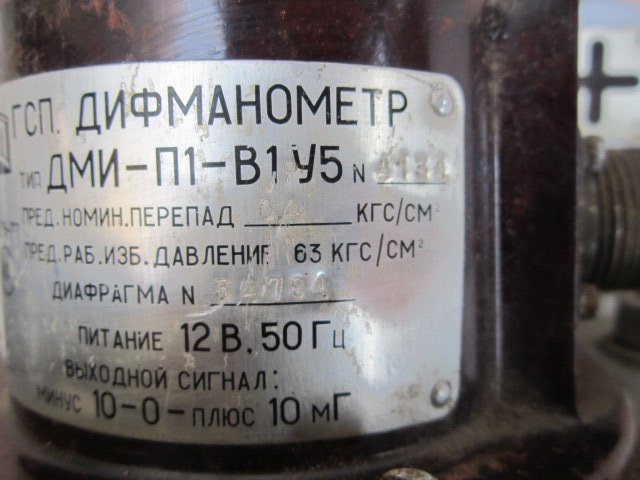 ГСП. ДИФМАНОМЕТР
ТИП ДМИ-П1-В1 У5 N
ПРЕД. НОМИН. ПЕРЕПАД КГС/СМ²
ПРЕД. РАБ. ИЗБ. ДАВЛЕНИЕ 63 КГС/СМ²
ДИАФРАГМА N
ПИТАНИЕ 12 В. 50 Гц
ВЫХОДНОЙ СИГНАЛ:
МИНУС 10-0-ПЛЮС 10 мГ
+